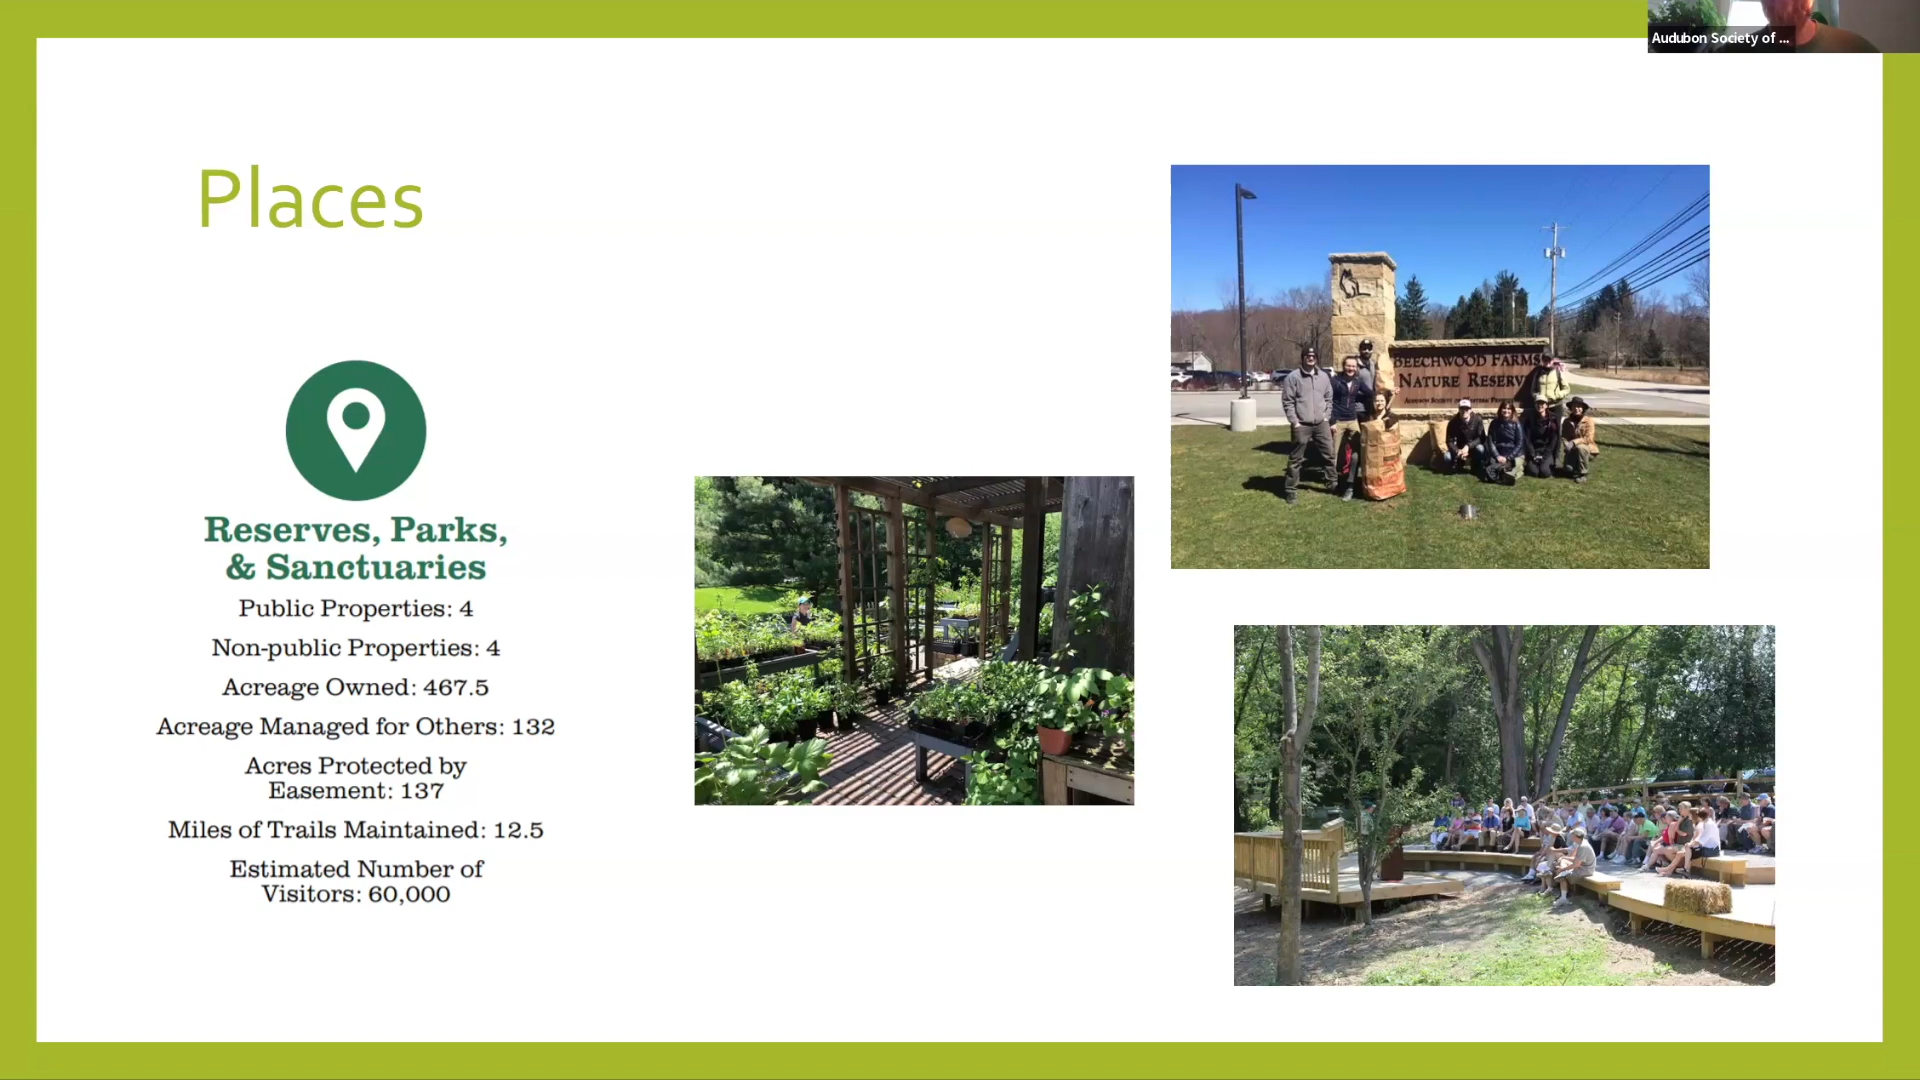 Audubon Society of ...
Places
BEECHWOOD FARMS
NATURE RESERV
Reserves, Parks,
& Sanctuaries
Public Properties: 4
Non-public Properties: 4
Acreage Owned: 467.5
Acreage Managed for Others: 132
Acres Protected by
Easement: 137
Miles of Trails Maintained: 12.5
Estimated Number of
Visitors: 60,000